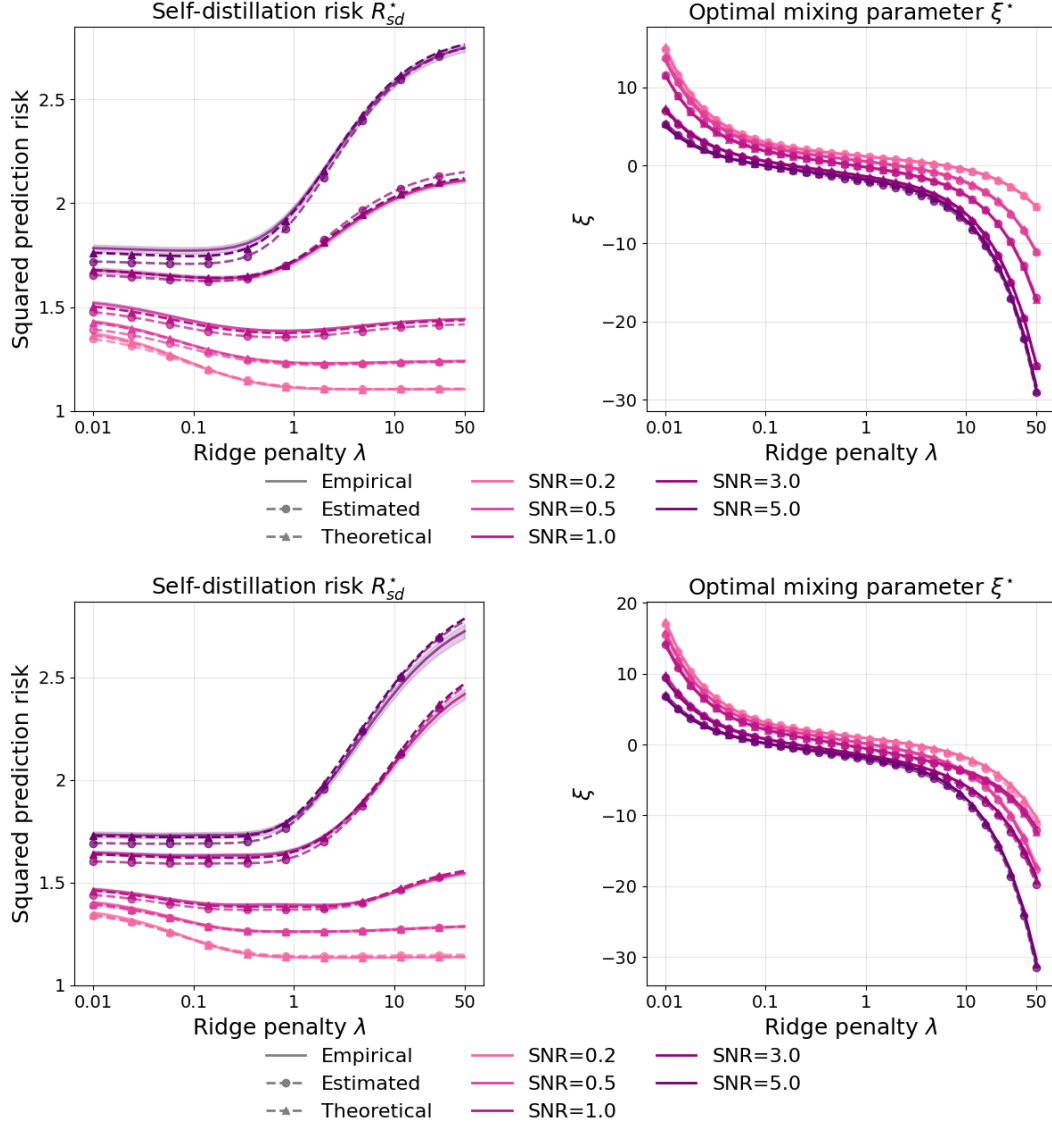 Self-distillation risk R⋆sd
Squared prediction risk
2.5
2
1.5
1
0.01 0.1 1 10 50
Ridge penalty λ
Optimal mixing parameter ξ⋆
ξ
10
0
−10
−20
−30
0.01 0.1 1 10 50
Ridge penalty λ
Empirical SNR=0.2 SNR=3.0
Estimated SNR=0.5 SNR=5.0
Theoretical SNR=1.0
Self-distillation risk R⋆sd
Squared prediction risk
2.5
2
1.5
1
0.01 0.1 1 10 50
Ridge penalty λ
Optimal mixing parameter ξ⋆
ξ
20
10
0
−10
−20
−30
0.01 0.1 1 10 50
Ridge penalty λ
Empirical SNR=0.2 SNR=3.0
Estimated SNR=0.5 SNR=5.0
Theoretical SNR=1.0